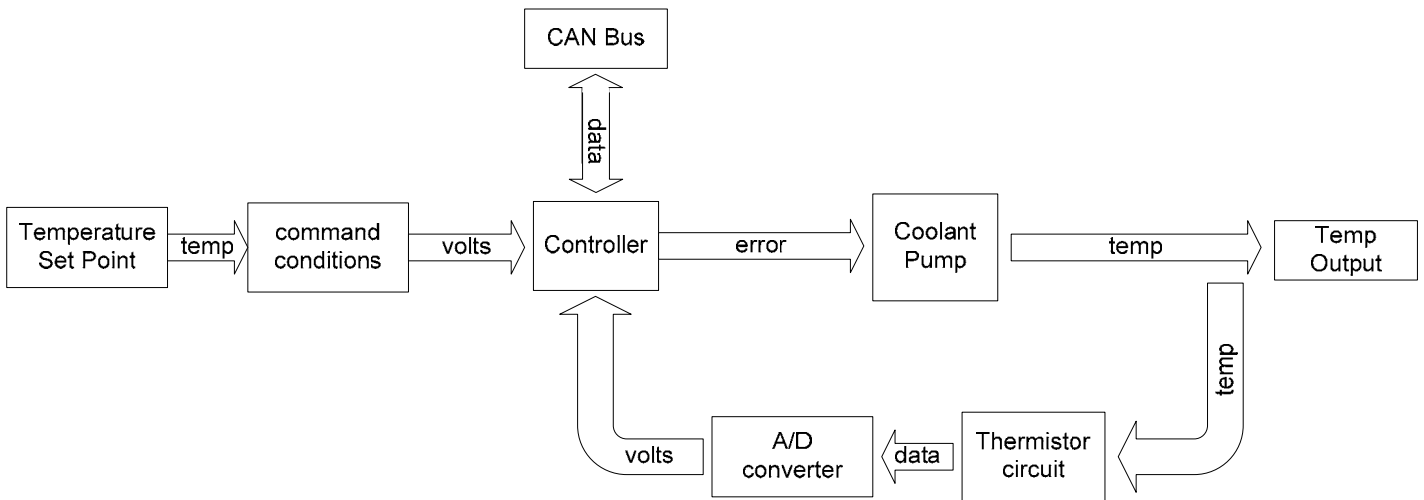 CAN Bus
data
Temperature
Set Point
temp
command
conditions
volts
Controller
error
Coolant
Pump
temp
Temp
Output
temp
Thermistor
circuit
data
A/D
converter
volts